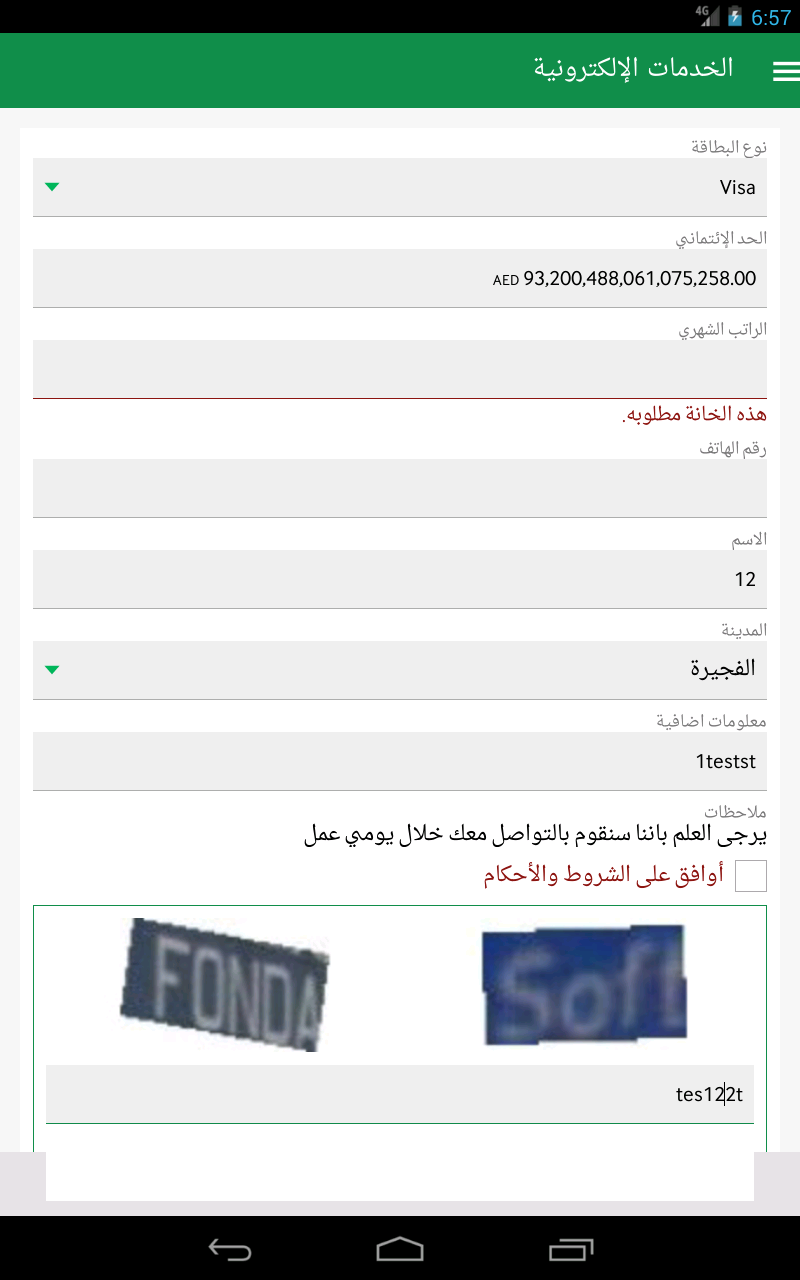 4G 6:57
الخدمات الإلكترونية
نوع البطاقة
Visa
الحد الإئتماني
AED 93,200,488,061,075,258.00
الراتب الشهري
هذه الخانة مطلوبه.
رقم الهاتف
الاسم
12
المدينة
الفجيرة
معلومات اضافية
1testst
ملاحظات
يرجى العلم باننا سنقوم بالتواصل معك خلال يومي عمل
أوافق على الشروط والأحكام
FONDA Soft
tes122t